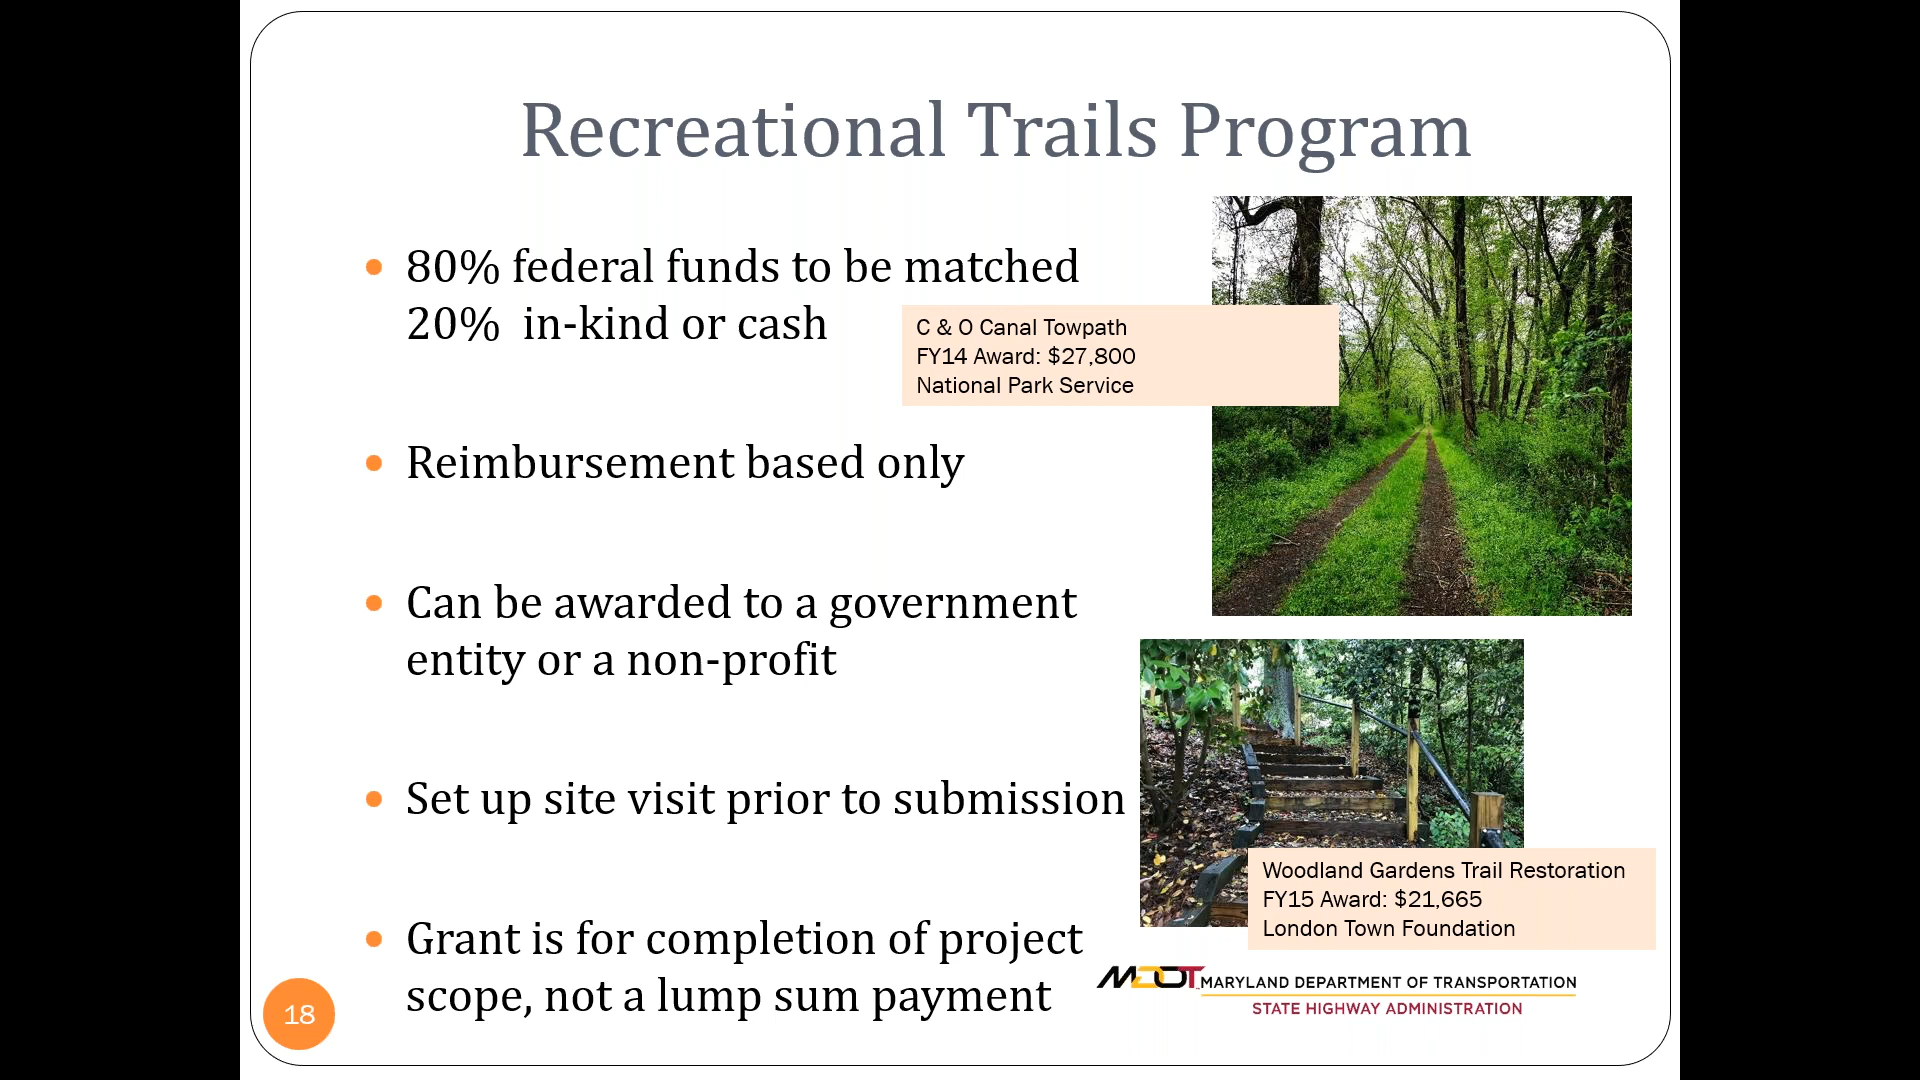 Recreational Trails Program
80% federal funds to be matched
20% in-kind or cash
C & O Canal Towpath
FY14 Award: $27,800
National Park Service
Reimbursement based only
Can be awarded to a government
entity or a non-profit
Set up site visit prior to submission
Woodland Gardens Trail Restoration
FY15 Award: $21,665
London Town Foundation
Grant is for completion of project
scope, not a lump sum payment
MDOT MARYLAND DEPARTMENT OF TRANSPORTATION
STATE HIGHWAY ADMINISTRATION
18